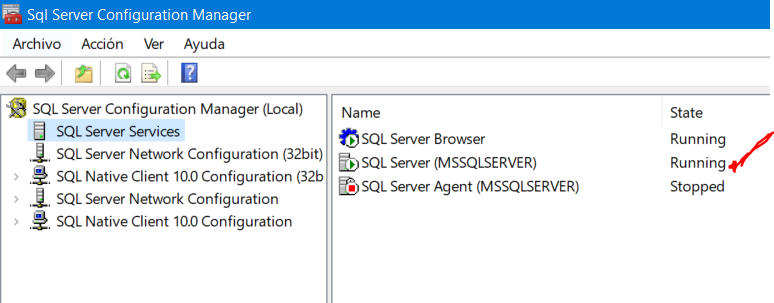 Sql Server Configuration Manager
Archivo Acción Ver Ayuda
SQL Server Configuration Manager (Local)
SQL Server Services
SQL Server Network Configuration (32bit)
SQL Native Client 10.0 Configuration (32b
SQL Server Network Configuration
SQL Native Client 10.0 Configuration
Name State
SQL Server Browser Running
SQL Server (MSSQLSERVER) Running
SQL Server Agent (MSSQLSERVER) Stopped